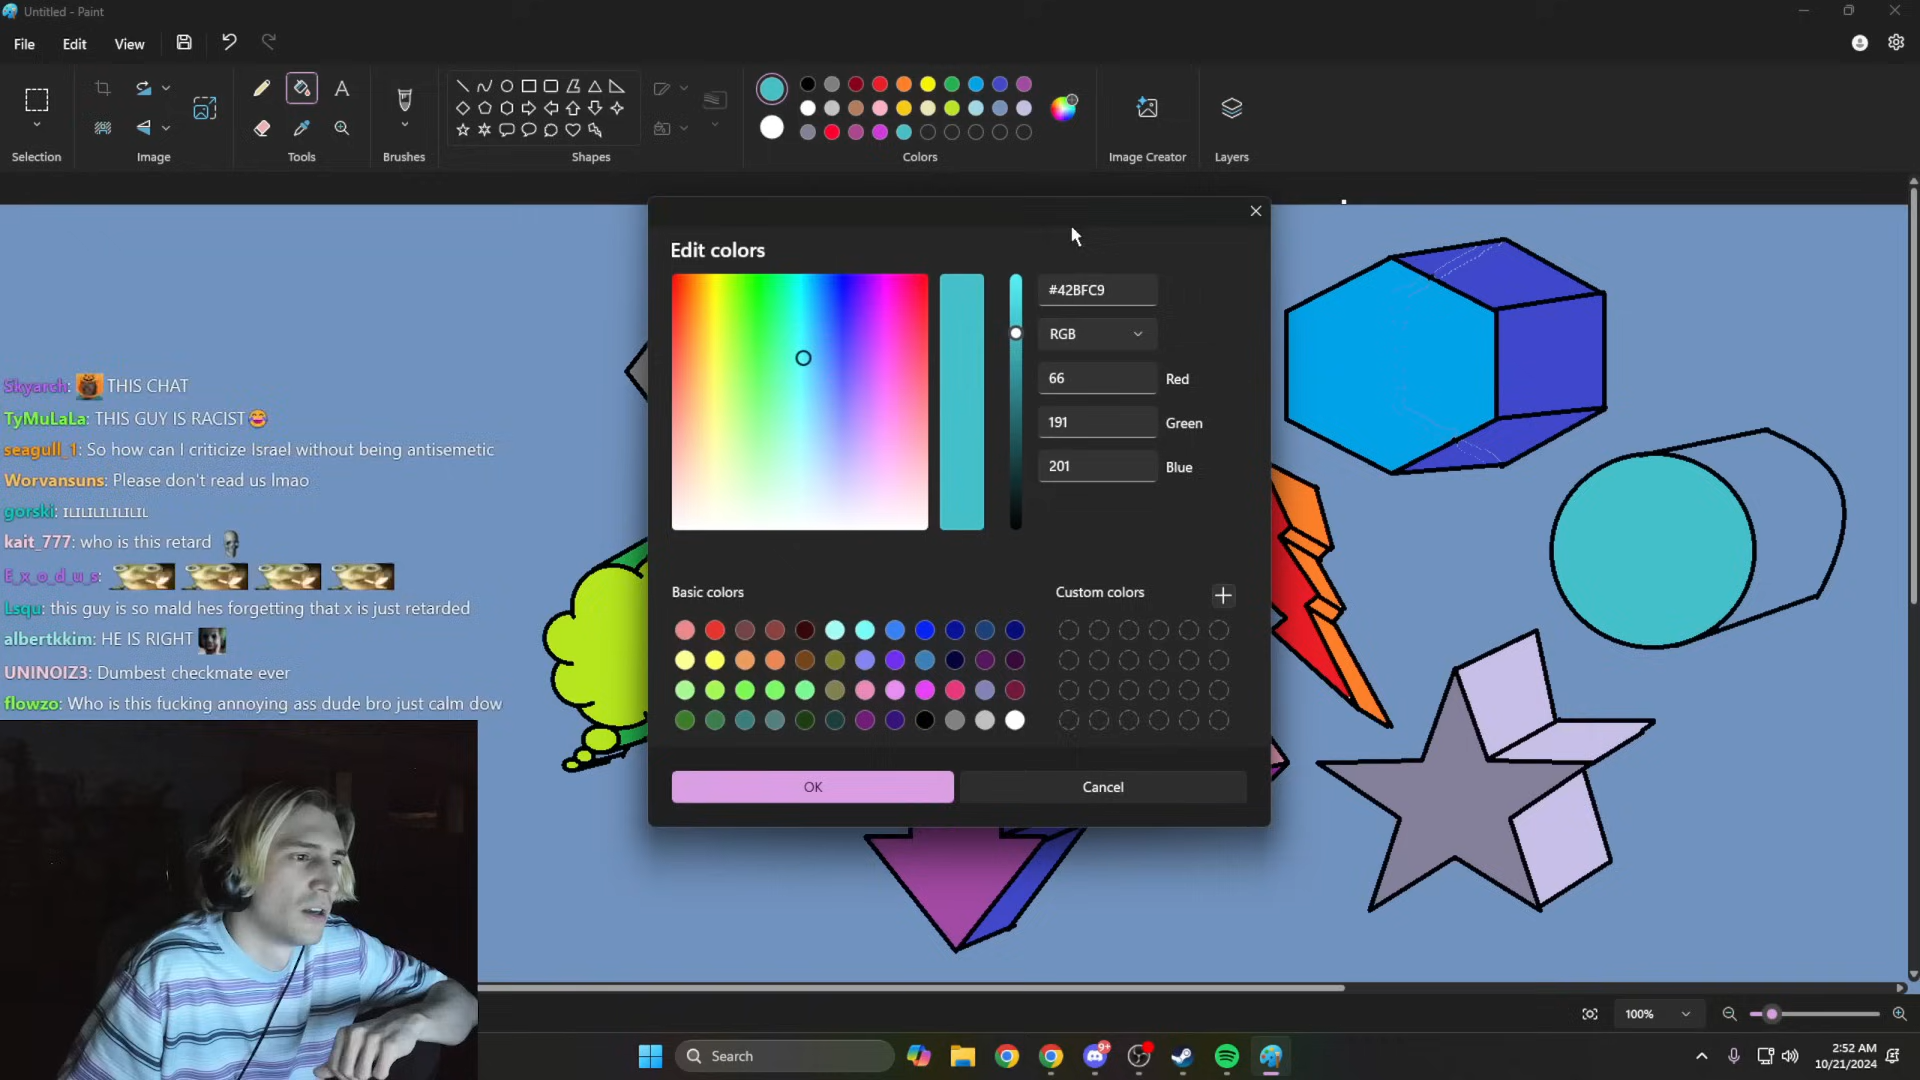 Untitled - Paint
File
Edit
View
Selection
Image
Tools
Brushes
Shapes
Colors
Image Creator
Layers
Edit colors
#42BFC9
RGB
66
Red
191
Green
201
Blue
Basic colors
Custom colors
OK
Cancel
Skyarch: THIS CHAT
TyMuLaLa: THIS GUY IS RACIST
seagull_1: So how can I criticize Israel without being antisemetic
Worvansuns: Please don't read us lmao
gorski:
kait_777: who is this retard
E_x_o_d_u_s:
Lsqu: this guy is so mald hes forgetting that x is just retarded
albertkkim: HE IS RIGHT
UNINOIZ3: Dumbest checkmate ever
flowzo: Who is this fucking annoying ass dude bro just calm dow
100%
Search
9+
2:52 AM
10/21/2024